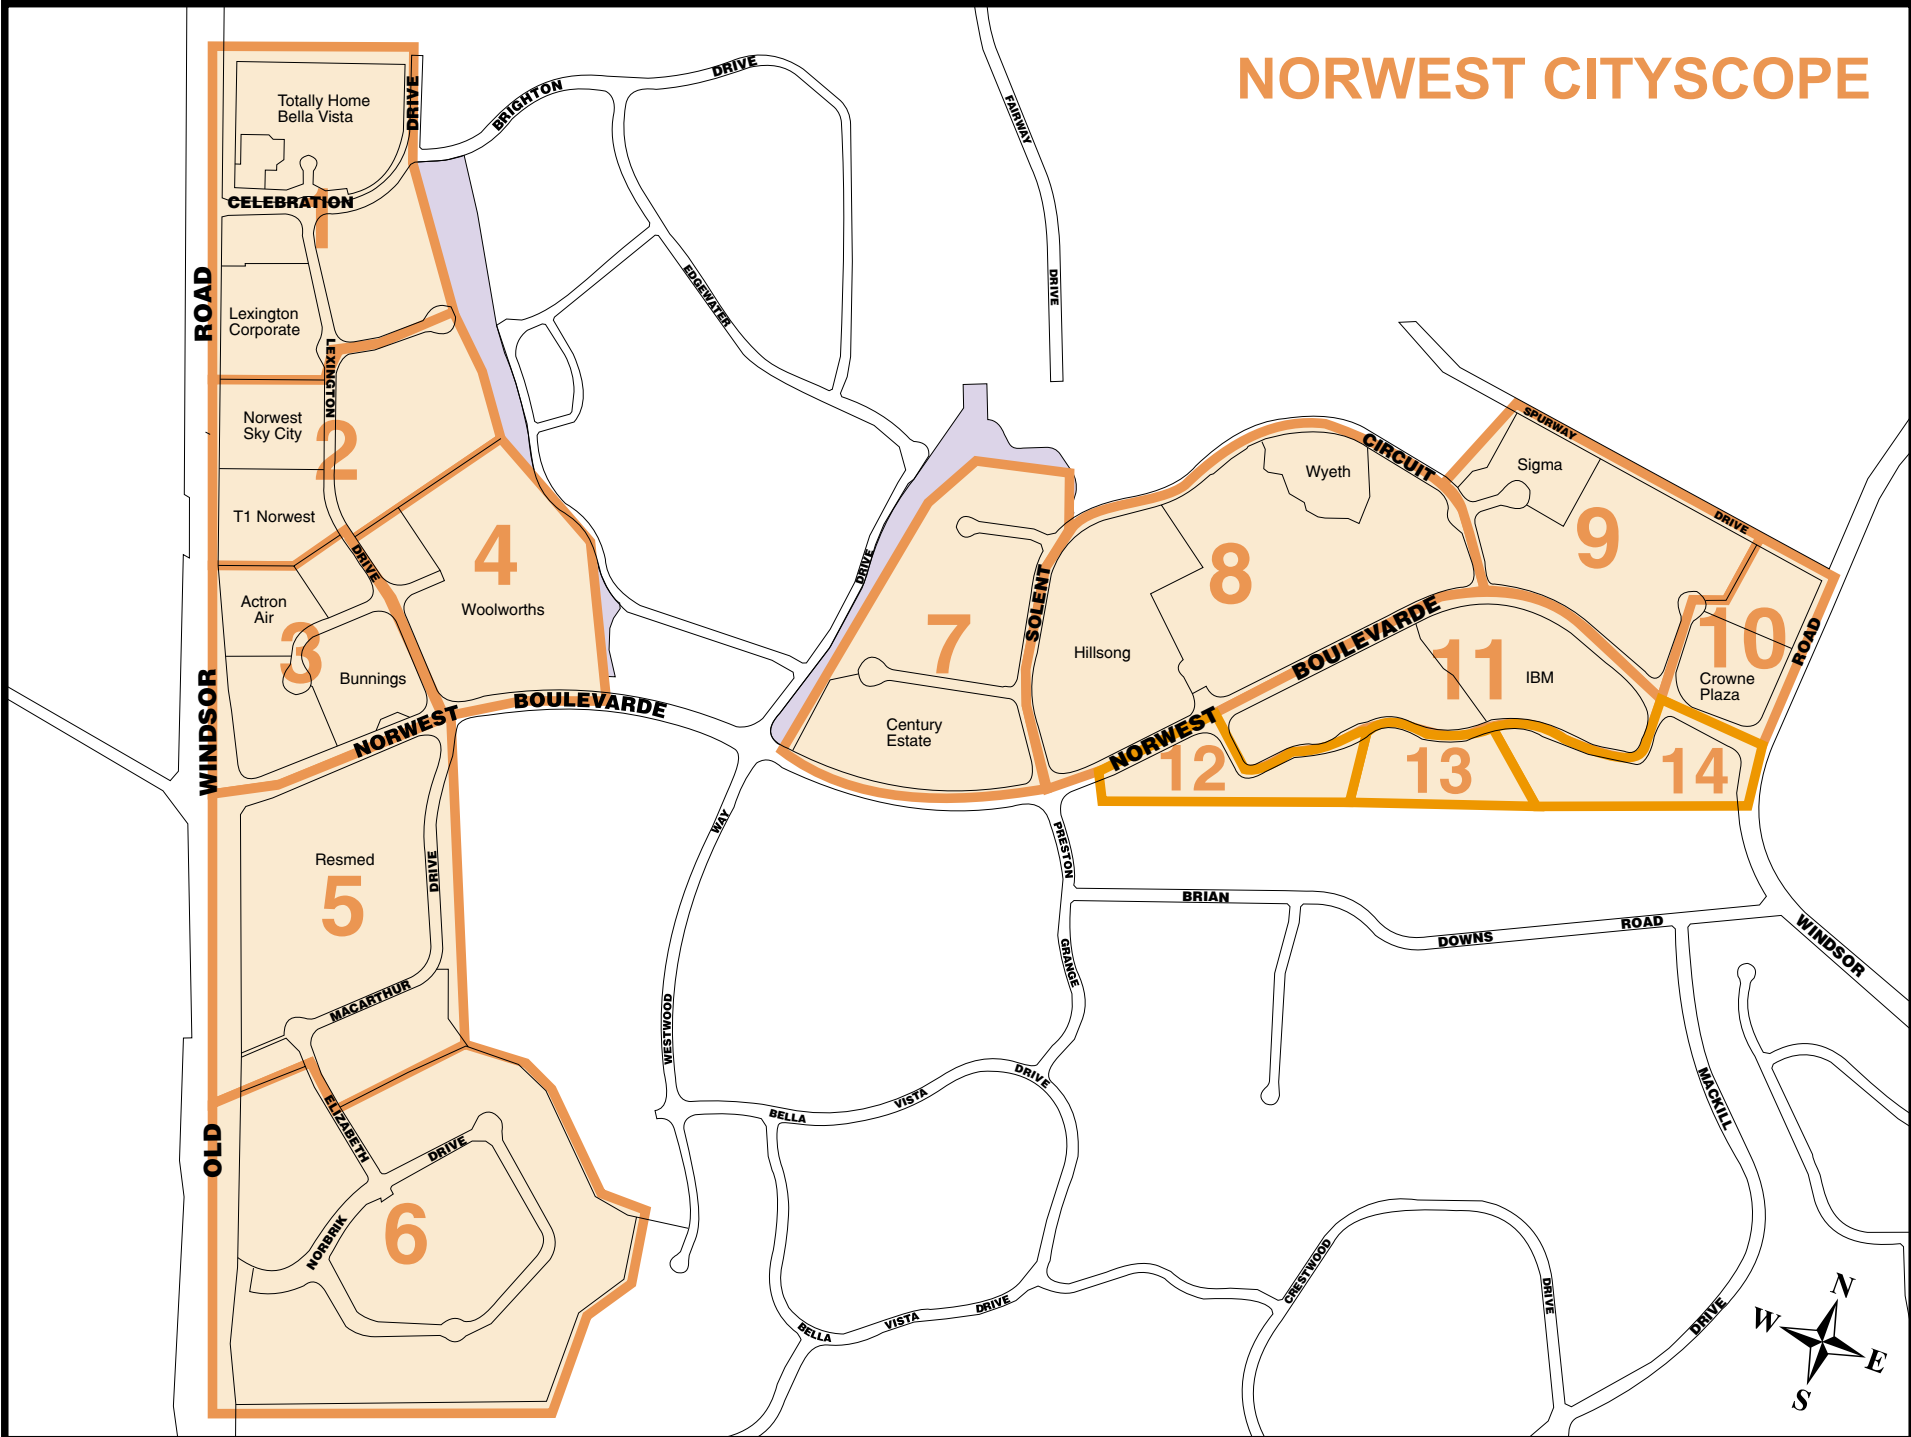 NORWEST CITYSCOPE
Totally Home
Bella Vista
DRIVE
BRIGHTON
DRIVE
FAIRWAY
DRIVE
CELEBRATION
1
ROAD
Lexington
Corporate
LEXINGTON
EDGEWATER
Norwest
Sky City
2
T1 Norwest
DRIVE
4
Woolworths
Actron
Air
3
Bunnings
WINDSOR
NORWEST
BOULEVARDE
DRIVE
7
SOLENT
Century
Estate
Hillsong
8
Wyeth
CIRCUIT
SPURWAY
Sigma
DRIVE
9
10
ROAD
Crowne
Plaza
BOULEVARDE
11
IBM
NORWEST
12
13
14
Resmed
5
DRIVE
MACARTHUR
WAY
WESTWOOD
PRESTON
GRANGE
BRIAN
DOWNS
ROAD
WINDSOR
MACKILL
DRIVE
OLD
ELIZABETH
DRIVE
NORBRIK
6
BELLA
VISTA
DRIVE
BELLA
VISTA
DRIVE
CRESTWOOD
DRIVE
N
W
E
S